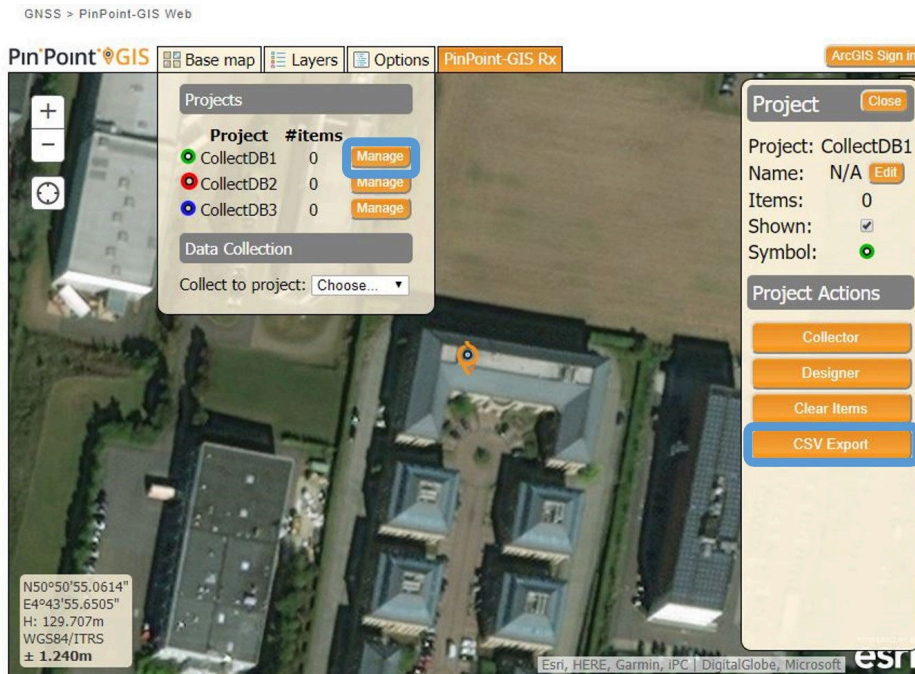 GNSS > PinPoint-GIS Web
PinPoint GIS
Base map
Layers
Options
PinPoint-GIS Rx
ArcGIS Sign in
+
−
Projects
Project #items
CollectDB1 0 Manage
CollectDB2 0 Manage
CollectDB3 0 Manage
Data Collection
Collect to project: Choose...
Project Close
Project: CollectDB1
Name: N/A Edit
Items: 0
Shown:
Symbol:
Project Actions
Collector
Designer
Clear Items
CSV Export
N50°50'55.0614"
E4°43'55.6505"
H: 129.707m
WGS84/ITRS
± 1.240m
Esri, HERE, Garmin, iPC | DigitalGlobe, Microsoft
esri